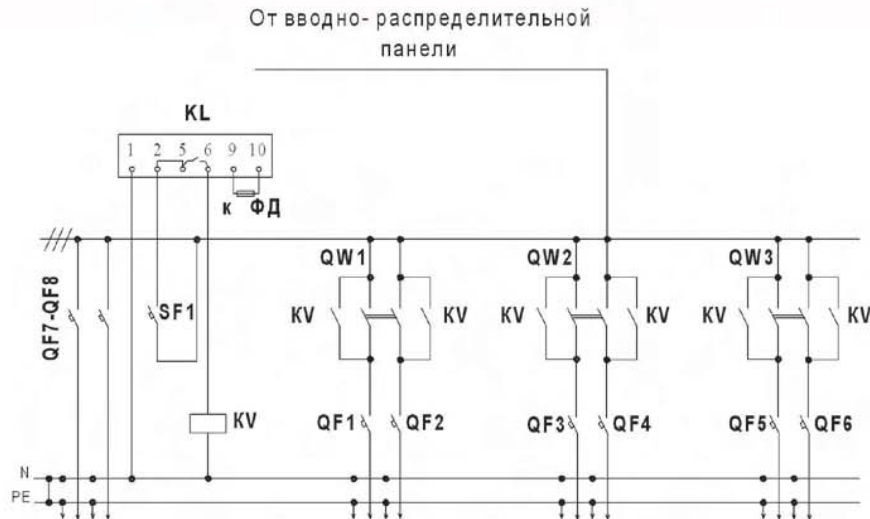 От вводно- распределительной
панели
KL
1 2 5 6 9 10
к ФД
QW1 QW2 QW3
QF7-QF8
SF1
KV KV KV KV KV KV
KV
QF1 QF2 QF3 QF4 QF5 QF6
N
PE